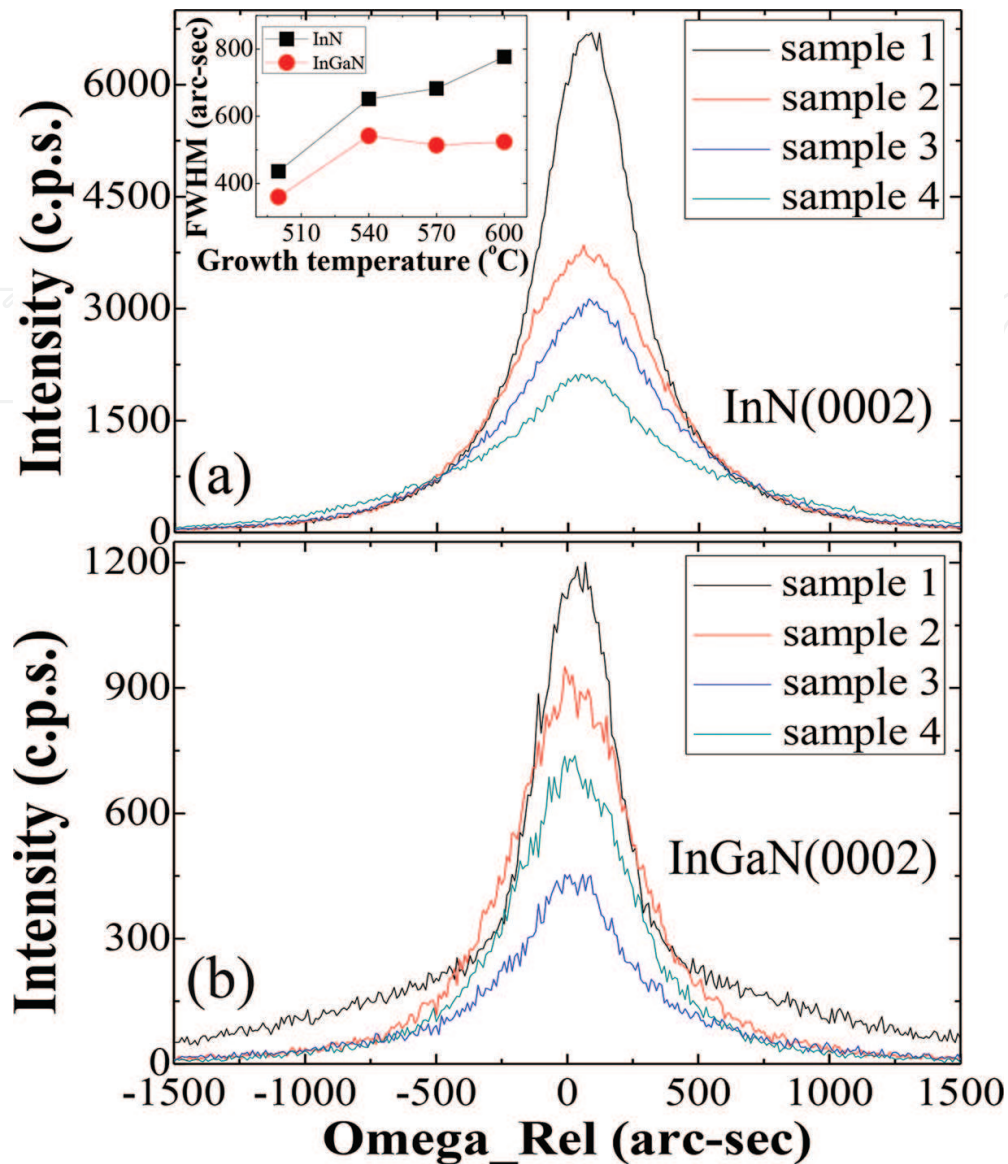 InN
InGaN
FWHM (arc-sec)
800
600
400
510 540 570 600
Growth temperature (°C)
sample 1
sample 2
sample 3
sample 4
Intensity (c.p.s.)
6000
4500
3000
1500
0
InN(0002)
(a)
sample 1
sample 2
sample 3
sample 4
Intensity (c.p.s.)
1200
900
600
300
0
InGaN(0002)
(b)
-1500 -1000 -500 0 500 1000 1500
Omega_Rel (arc-sec)